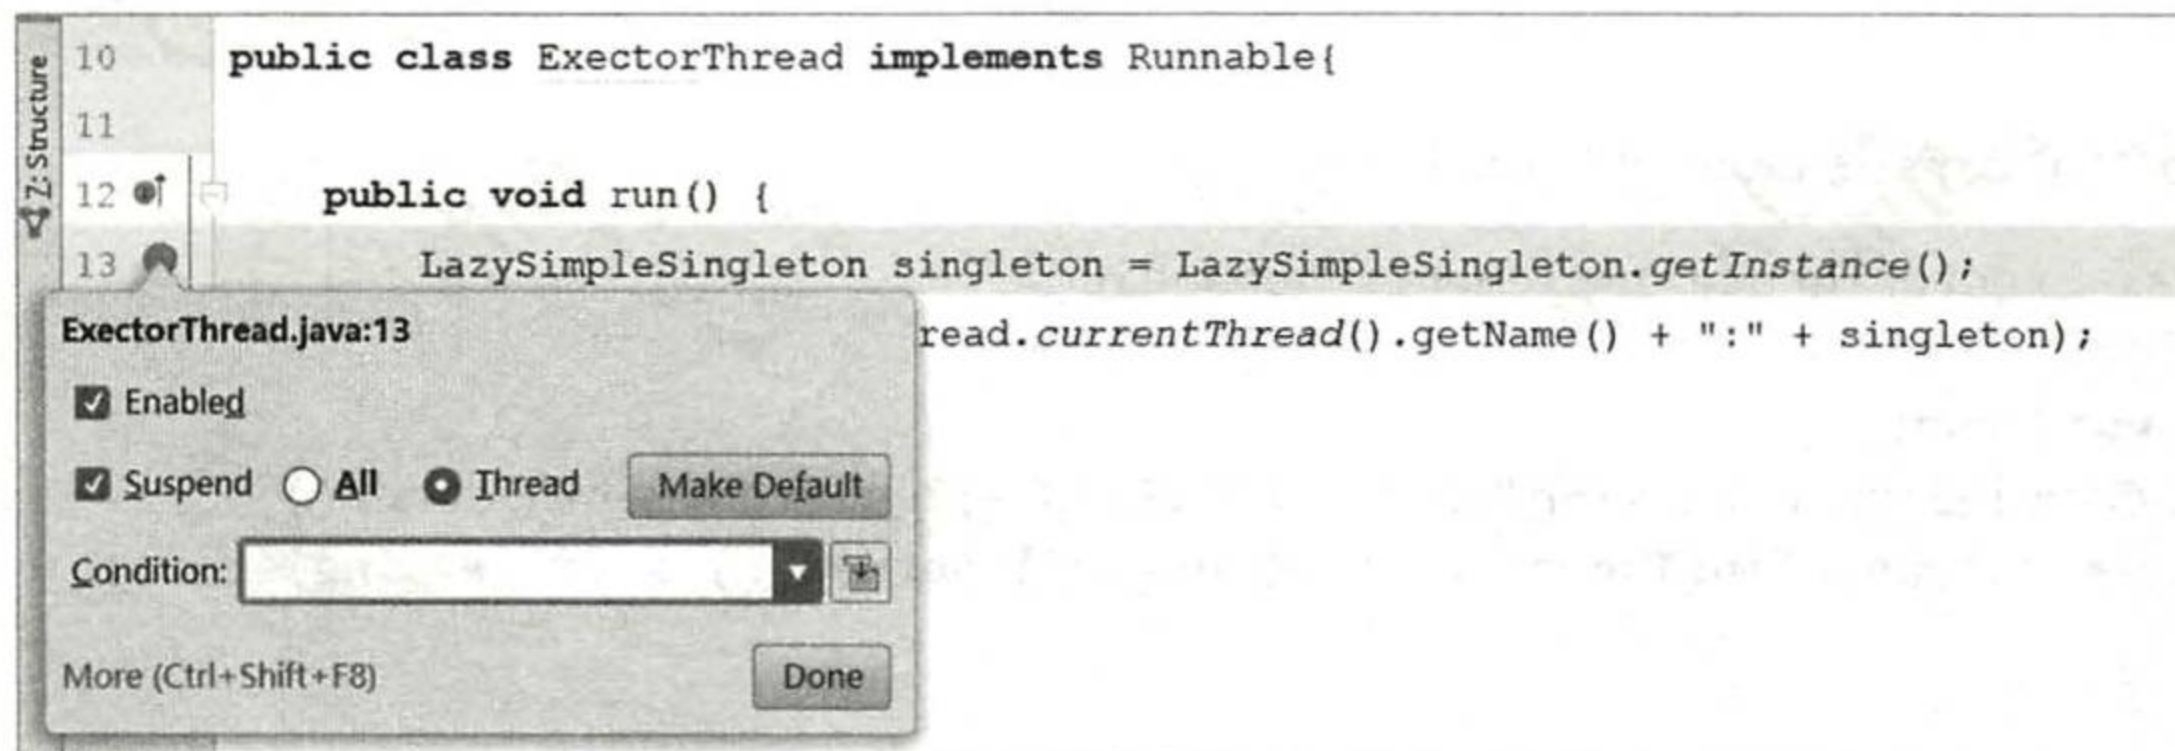 Z: Structure
10 public class ExectorThread implements Runnable{
11
12 public void run() {
13 LazySimpleSingleton singleton = LazySimpleSingleton.getInstance();
ExectorThread.java:13
read.currentThread().getName() + ":" + singleton);
Enabled
Suspend All Thread Make Default
Condition:
More (Ctrl+Shift+F8) Done